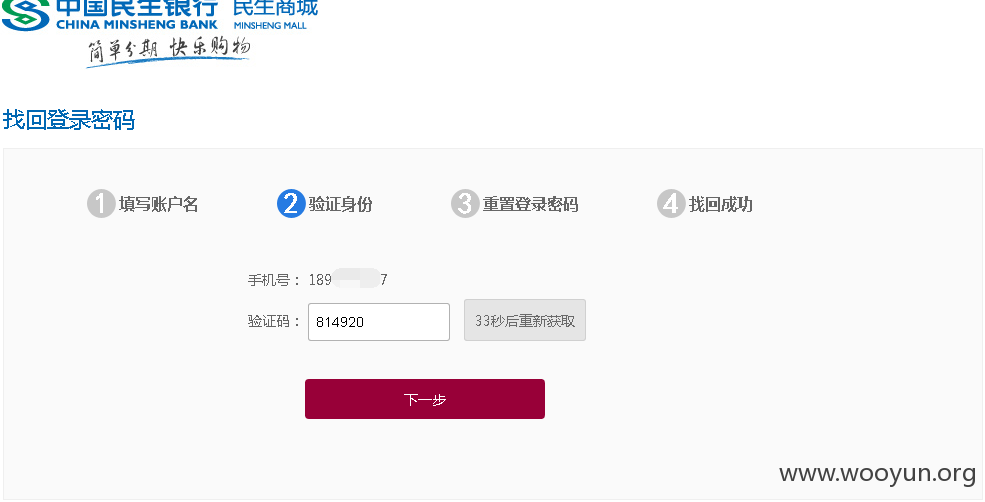 中国民生银行 民生商城
CHINA MINSHENG BANK MINSHENG MALL
简单分期 快乐购物
找回登录密码
1 填写账户名 2 验证身份 3 重置登录密码 4 找回成功
手机号： 189 7
验证码： 814920 33秒后重新获取
下一步
www.wooyun.org